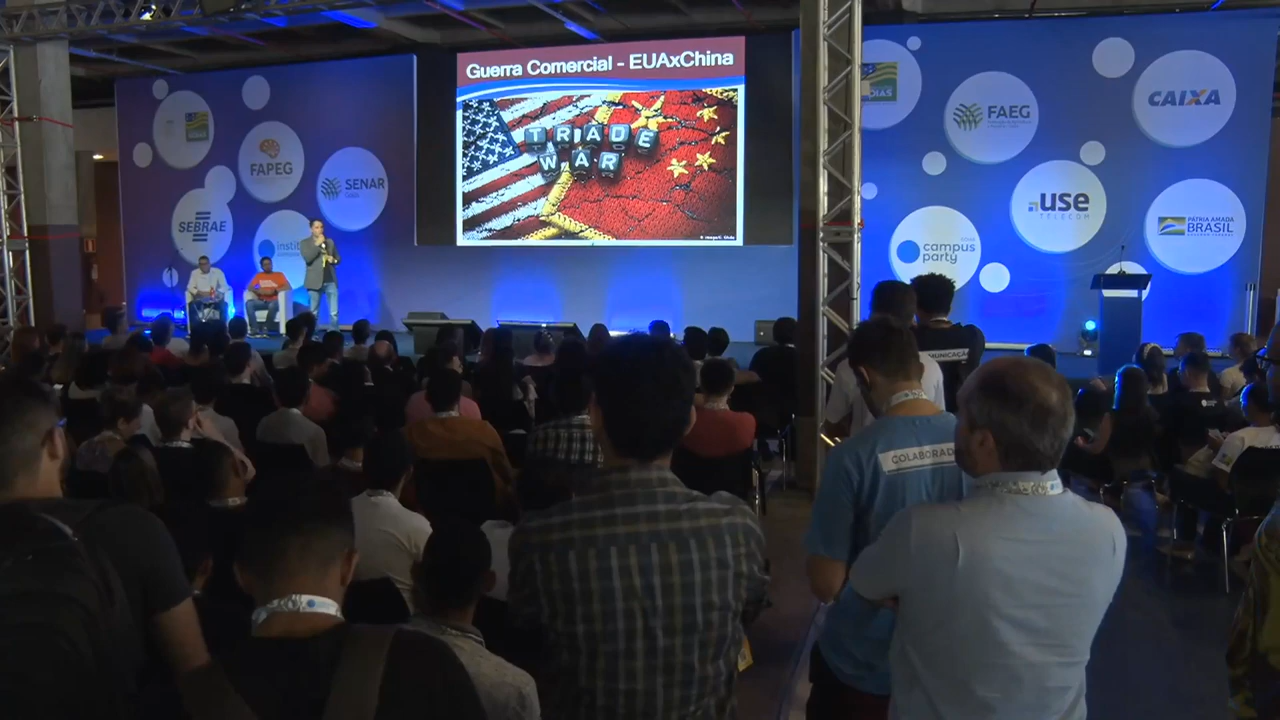 Guerra Comercial - EUAxChina
TRADE
WAR
FAPEG
SENAR
SEBRAE
FAEG
CAIXA
use
TELECOM
PÁTRIA AMADA
BRASIL
campus
party
COLABORAD